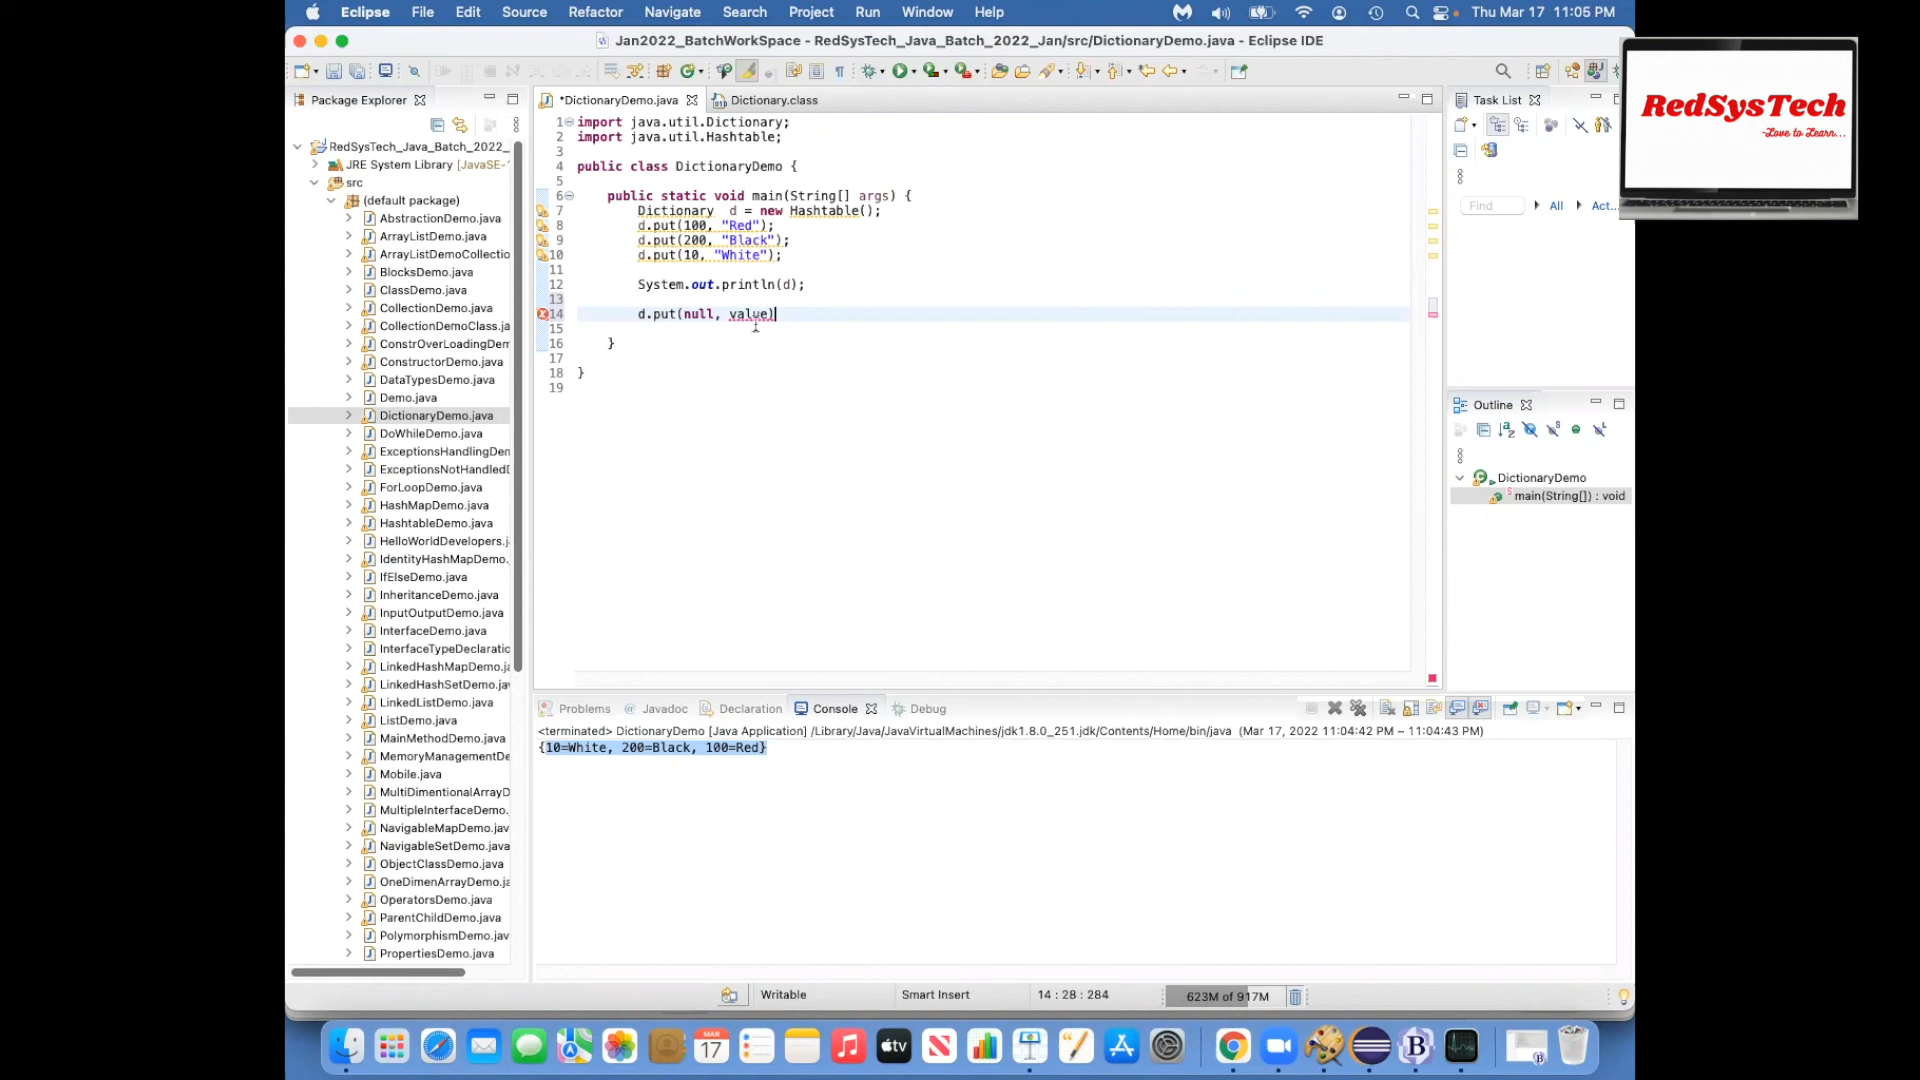 Eclipse File Edit Source Refactor Navigate Search Project Run Window Help Thu Mar 17 11:05 PM
Jan2022_BatchWorkSpace - RedSysTech_Java_Batch_2022_Jan/src/DictionaryDemo.java - Eclipse IDE
RedSysTech
-Love to Learn...
Package Explorer
RedSysTech_Java_Batch_2022_
JRE System Library [JavaSE-1
src
(default package)
AbstractionDemo.java
ArrayListDemo.java
ArrayListDemoCollectio
BlocksDemo.java
ClassDemo.java
CollectionDemo.java
CollectionDemoClass.ja
ConstrOverLoadingDem
ConstructorDemo.java
DataTypesDemo.java
Demo.java
DictionaryDemo.java
DoWhileDemo.java
ExceptionsHandlingDem
ExceptionsNotHandledD
ForLoopDemo.java
HashMapDemo.java
HashtableDemo.java
HelloWorldDevelopers.j
IdentityHashMapDemo.
IfElseDemo.java
InheritanceDemo.java
InputOutputDemo.java
InterfaceDemo.java
InterfaceTypeDeclaratio
LinkedHashMapDemo.ja
LinkedHashSetDemo.jav
LinkedListDemo.java
ListDemo.java
MainMethodDemo.java
MemoryManagementDe
Mobile.java
MultiDimentionalArrayD
MultipleInterfaceDemo.
NavigableMapDemo.jav
NavigableSetDemo.java
ObjectClassDemo.java
OneDimenArrayDemo.ja
OperatorsDemo.java
ParentChildDemo.java
PolymorphismDemo.jav
PropertiesDemo.java
*DictionaryDemo.java Dictionary.class
1 import java.util.Dictionary;
2 import java.util.Hashtable;
3
4 public class DictionaryDemo {
5
6 public static void main(String[] args) {
7 Dictionary d = new Hashtable();
8 d.put(100, "Red");
9 d.put(200, "Black");
10 d.put(10, "White");
11
12 System.out.println(d);
13
14 d.put(null, value)
15
16 }
17
18 }
19
Task List
Find All Act...
Outline
DictionaryDemo
main(String[]) : void
Problems Javadoc Declaration Console Debug
<terminated> DictionaryDemo [Java Application] /Library/Java/JavaVirtualMachines/jdk1.8.0_251.jdk/Contents/Home/bin/java (Mar 17, 2022 11:04:42 PM – 11:04:43 PM)
{10=White, 200=Black, 100=Red}
Writable Smart Insert 14 : 28 : 284 623M of 917M
MAR
17
tv